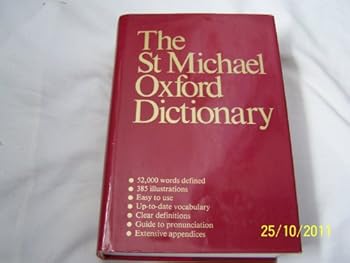 The
St Michael
Oxford
Dictionary
● 52,000 words defined
● 385 illustrations
● Easy to use
● Up-to-date vocabulary
● Clear definitions
● Guide to pronunciation
● Extensive appendices
25/10/2011